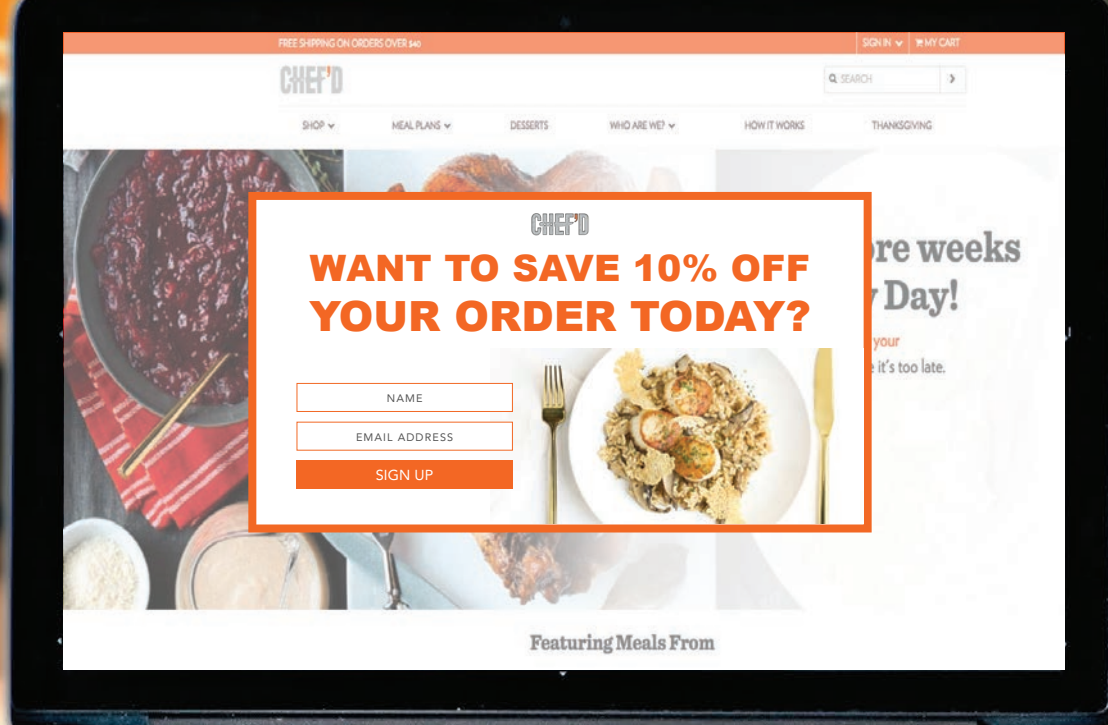 FREE SHIPPING ON ORDERS OVER $40
SIGN IN
MY CART
CHEF'D
SEARCH
SHOP
MEAL PLANS
DESSERTS
WHO ARE WE?
HOW IT WORKS
THANKSGIVING
CHEF'D
WANT TO SAVE 10% OFF
YOUR ORDER TODAY?
NAME
EMAIL ADDRESS
SIGN UP
weeks
Day!
your
it's too late.
Featuring Meals From